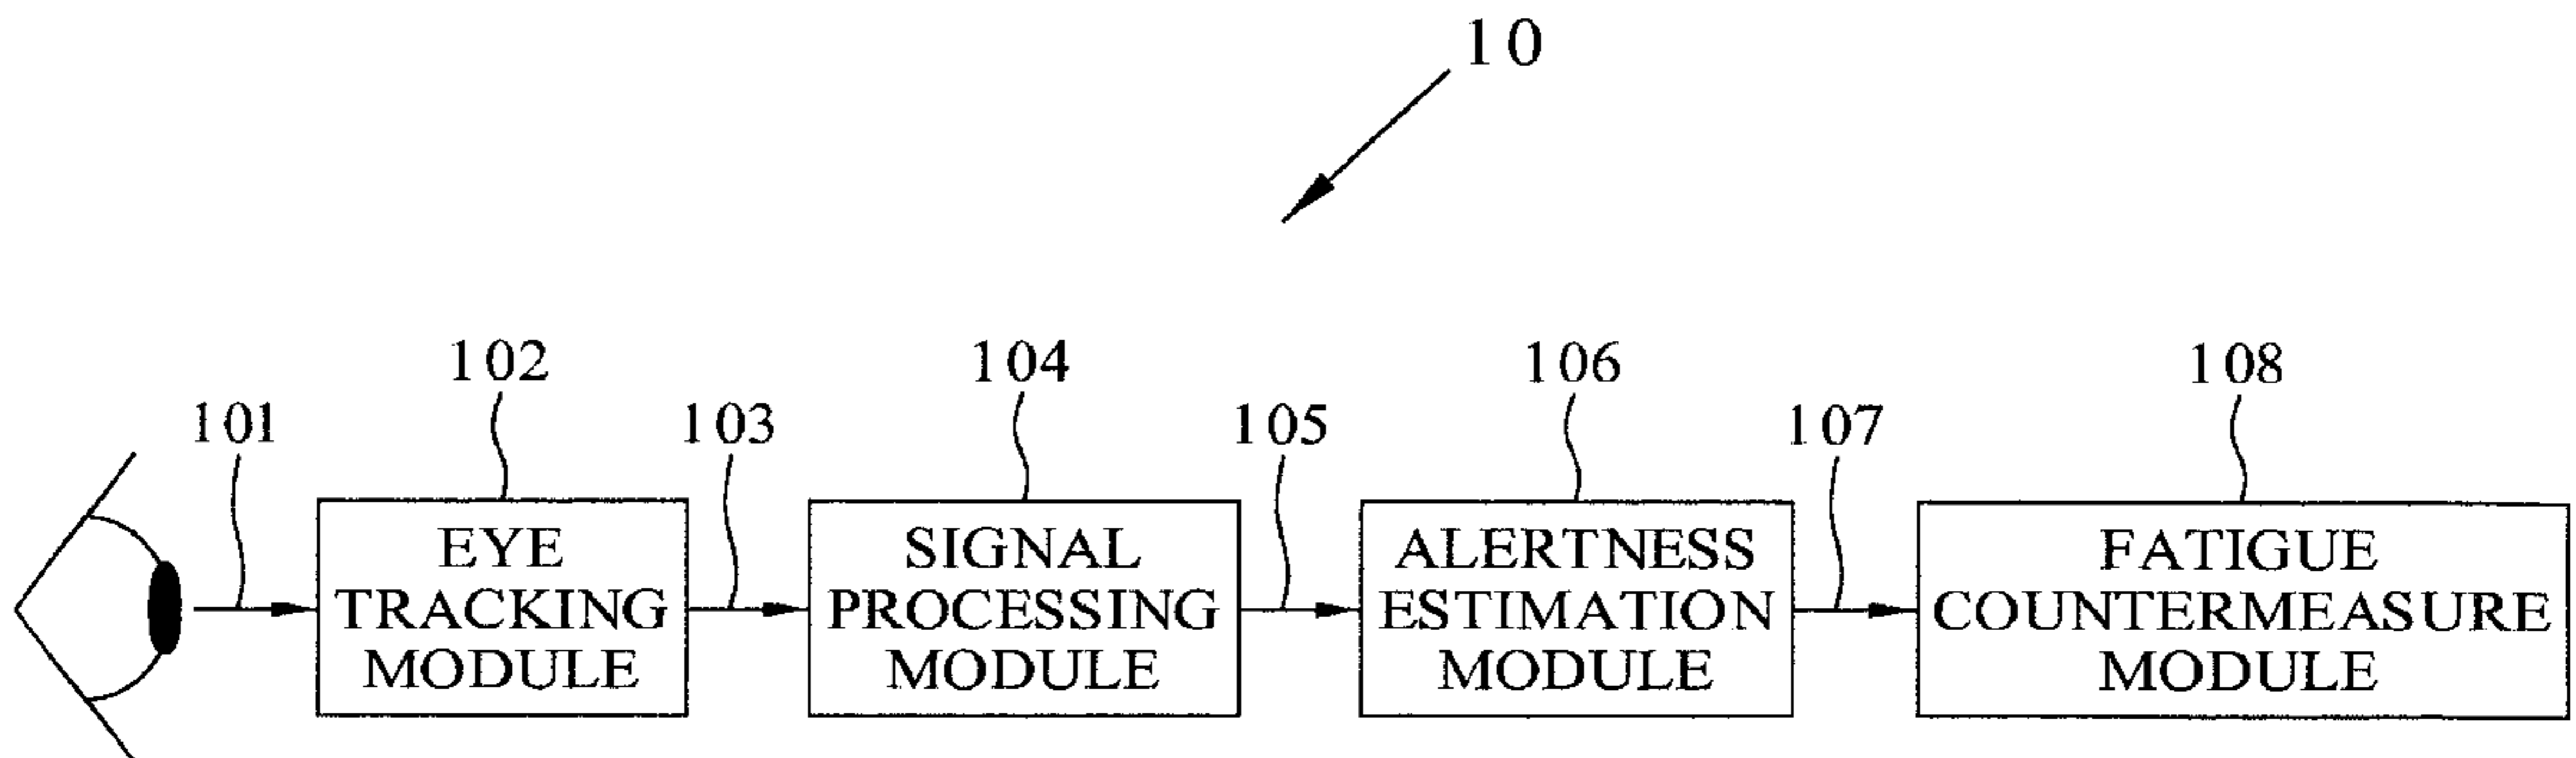 10
102
104
106
108
101
103
105
107
EYE
TRACKING
MODULE
SIGNAL
PROCESSING
MODULE
ALERTNESS
ESTIMATION
MODULE
FATIGUE
COUNTERMEASURE
MODULE